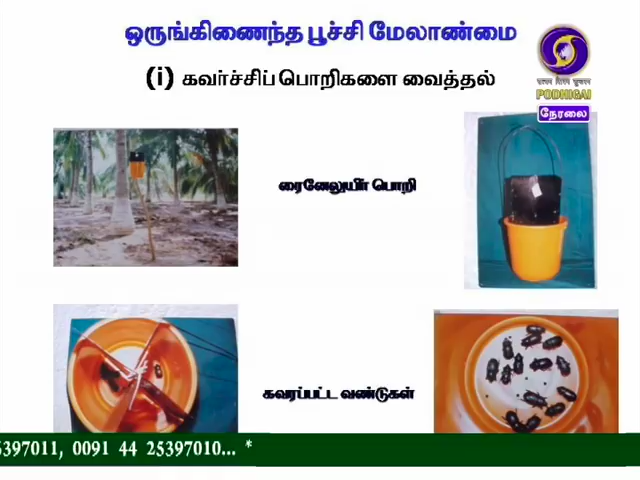 ஒருங்கிணைந்த பூச்சி மேலாண்மை
(i) கவர்ச்சிப் பொறிகளை வைத்தல்
PODHIGAI
நேரலை
ரைனோலூயிர் பொறி
கவரப்பட்ட வண்டுகள்
5397011, 0091 44 25397010... *